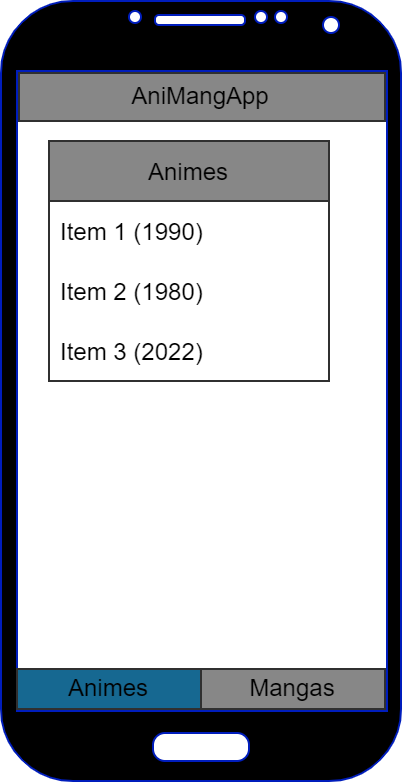 AniMangApp
Animes
Item 1 (1990)
Item 2 (1980)
Item 3 (2022)
Animes
Mangas